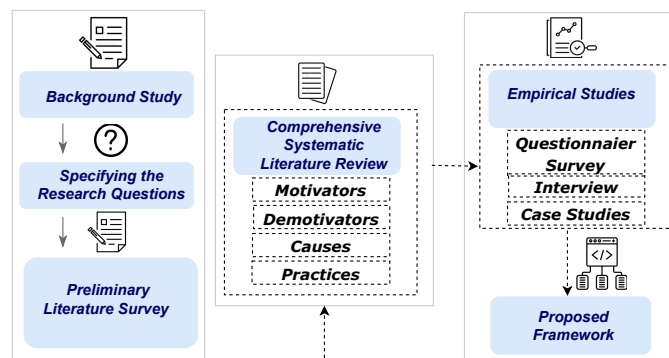 Background Study
?
Specifying the
Research Questions
Preliminary
Literature Survey
Comprehensive
Systematic
Literature Review
Motivators
Demotivators
Causes
Practices
Empirical Studies
Questionnaier
Survey
Interview
Case Studies
</>
Proposed
Framework